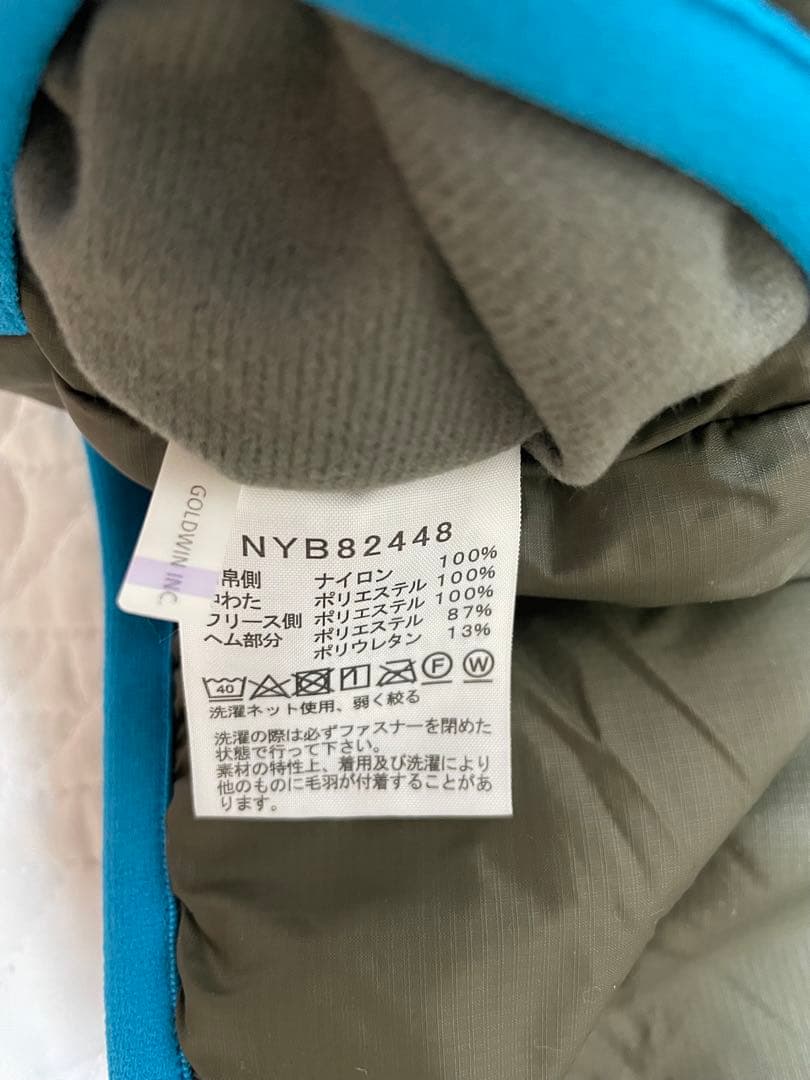 GOLDWIN INC.
NYB82448
帛側 ナイロン 100%
わた ポリエステル 100%
フリース側 ポリエステル 100%
ヘム部分 ポリエステル 87%
ポリウレタン 13%
40 F W
洗濯ネット使用、弱く絞る
洗濯の際は必ずファスナーを閉めた
状態で行って下さい。
素材の特性上、着用及び洗濯により
他のものに毛羽が付着することがあ
ります。